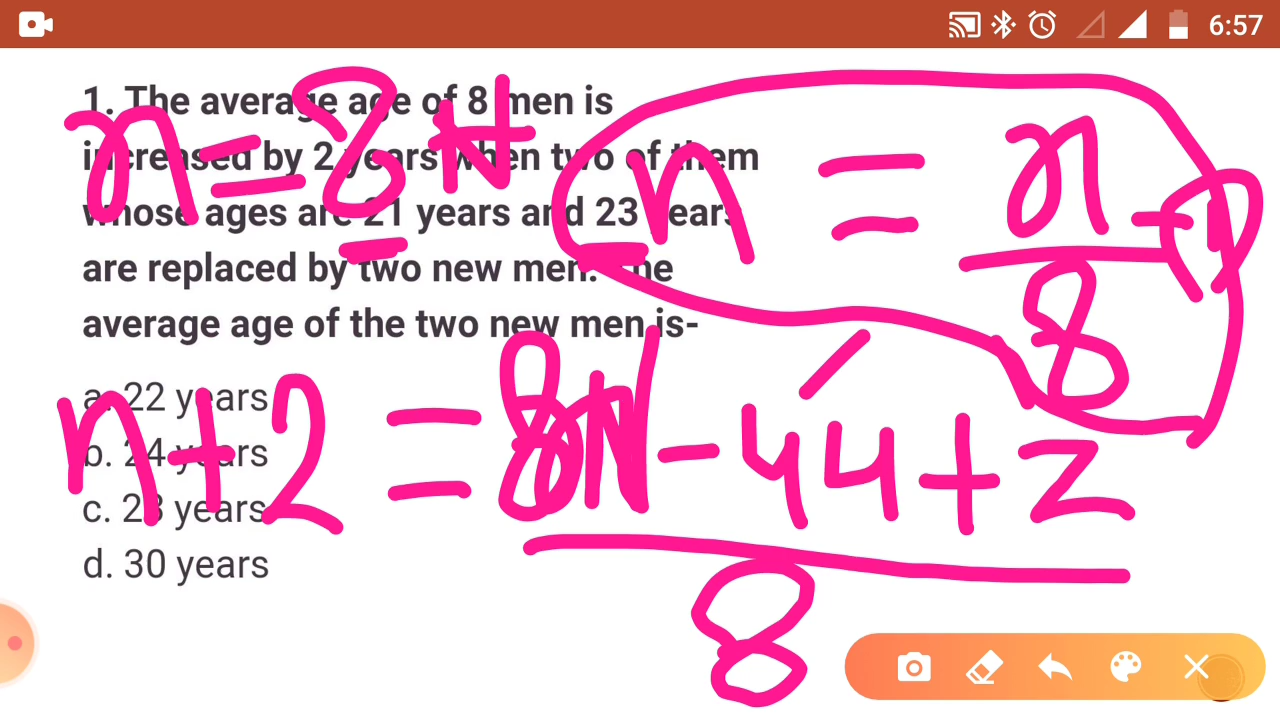 6:57
1. The average age of 8 men is
increased by 2 years when two of them
whose ages are 21 years and 23 years
are replaced by two new men. The
average age of the two new men is-
a. 22 years
b. 24 years
c. 28 years
d. 30 years
x = 8N
n = x / 8 - 1
n + 2 = 8N - 44 + z / 8